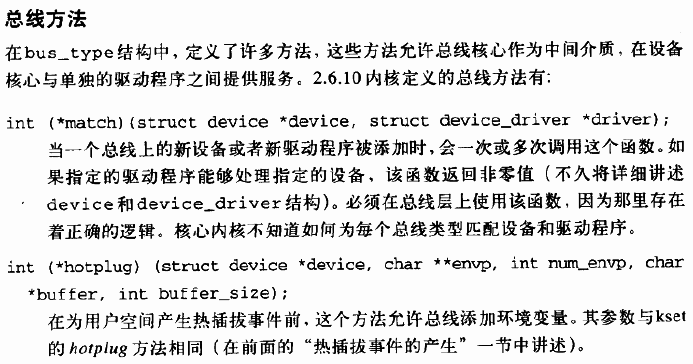 总线方法
在bus_type结构中，定义了许多方法，这些方法允许总线核心作为中间介质，在设备
核心与单独的驱动程序之间提供服务。2.6.10内核定义的总线方法有：
int (*match)(struct device *device, struct device_driver *driver);
当一个总线上的新设备或者新驱动程序被添加时，会一次或多次调用这个函数。如
果指定的驱动程序能够处理指定的设备，该函数返回非零值（不久将详细讲述
device和device_driver结构）。必须在总线层上使用该函数，因为那里存在
着正确的逻辑。核心内核不知道如何为每个总线类型匹配设备和驱动程序。
int (*hotplug) (struct device *device, char **envp, int num_envp, char
*buffer, int buffer_size);
在为用户空间产生热插拔事件前，这个方法允许总线添加环境变量。其参数与kset
的hotplug方法相同（在前面的“热插拔事件的产生”一节中讲述）。